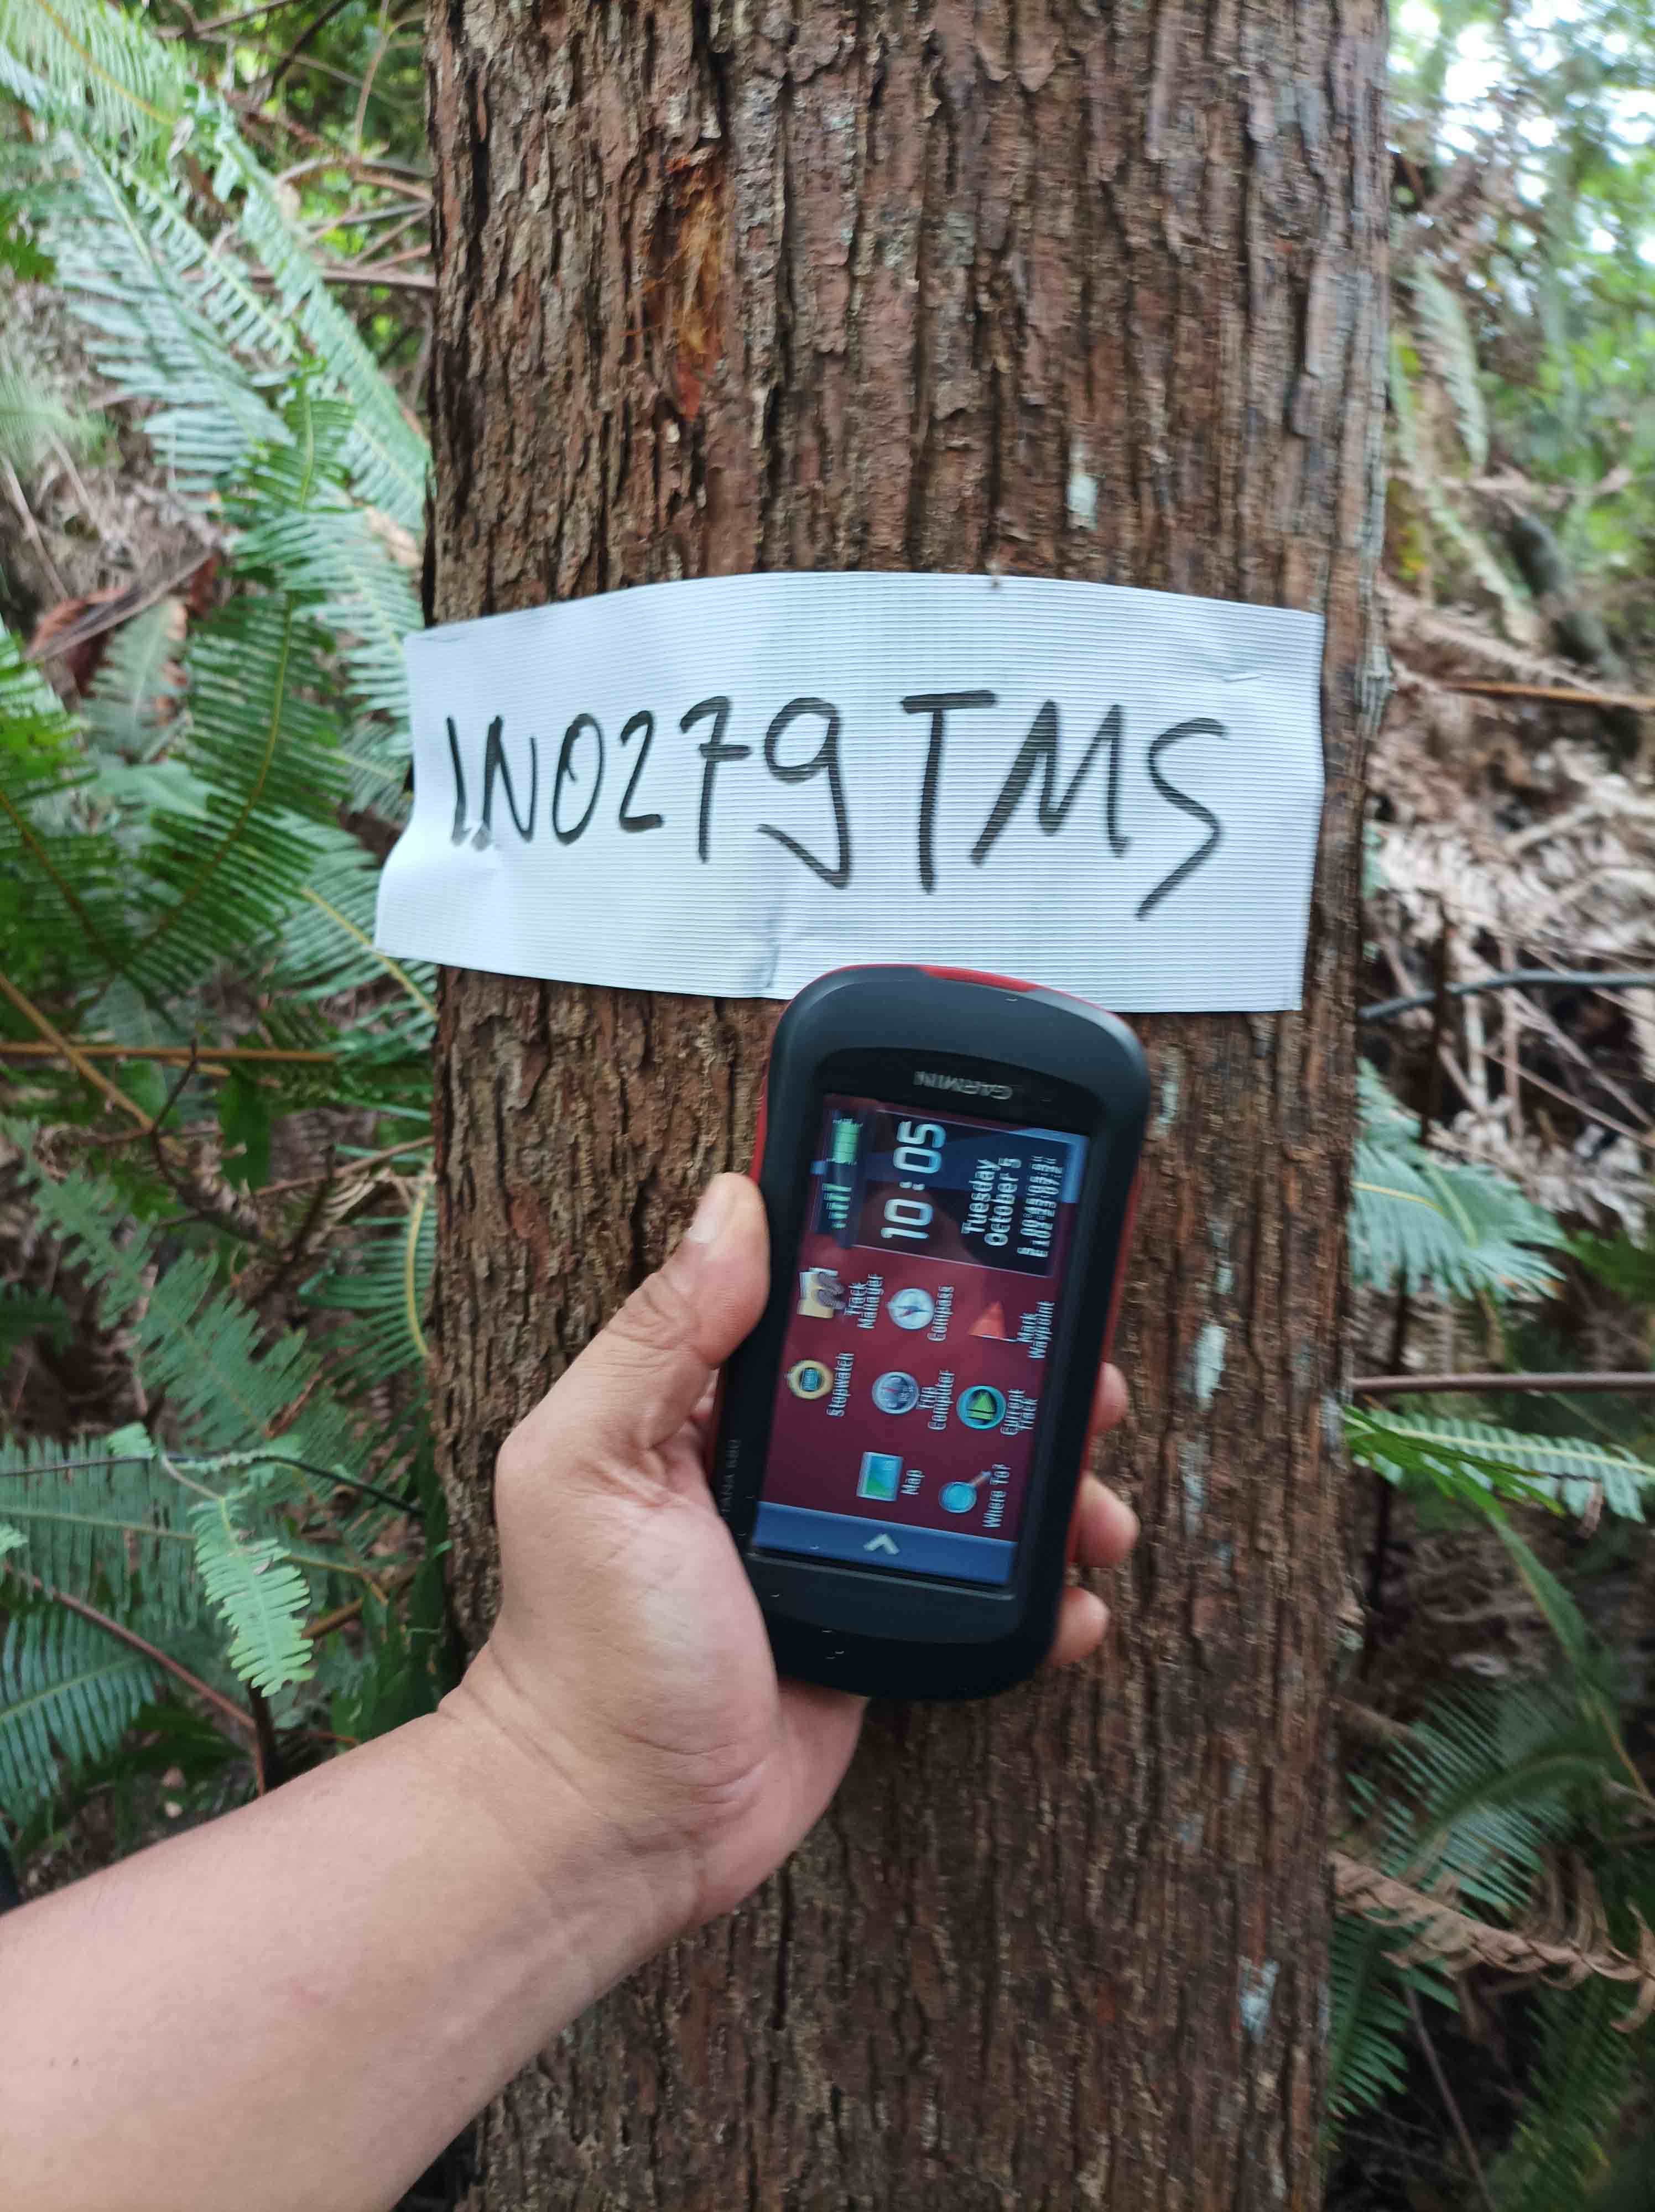 1N0279TMS
GARMIN
10:05
Tuesday
October 5
Track
Manager
Compass
Mark
Waypoint
Stopwatch
Trip
Computer
Current
Track
Map
Where To?